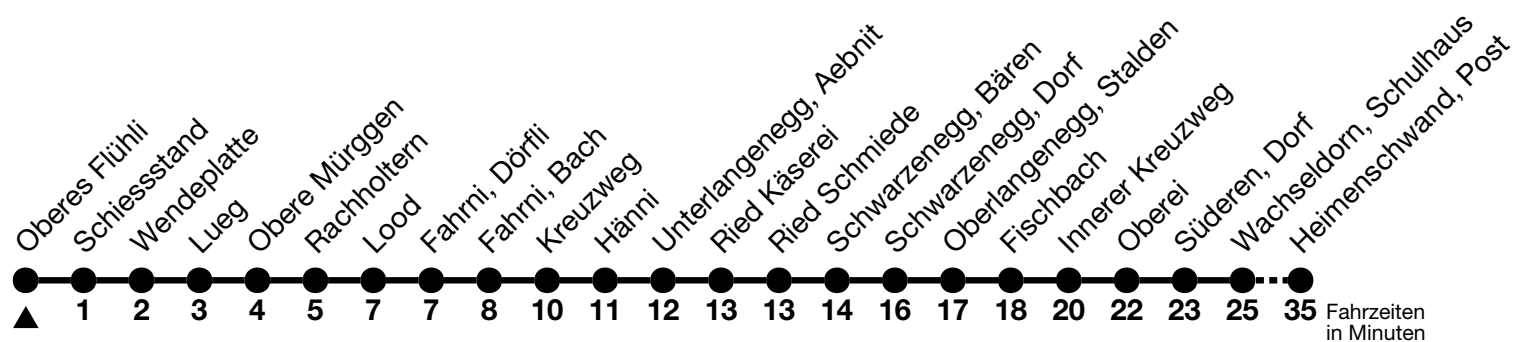 Oberes Flühli
Schiessstand
Wendeplatte
Lueg
Obere Mürggen
Rachholtern
Lood
Fahrni, Dörfli
Fahrni, Bach
Kreuzweg
Hänni
Unterlangenegg, Aebnit
Ried Käserei
Ried Schmiede
Schwarzenegg, Bären
Schwarzenegg, Dorf
Oberlangenegg, Stalden
Fischbach
Innerer Kreuzweg
Oberei
Süderen, Dorf
Wachseldorn, Schulhaus
Heimenschwand, Post
1 2 3 4 5 7 7 8 10 11 12 13 13 14 16 17 18 20 22 23 25 35
Fahrzeiten
in Minuten